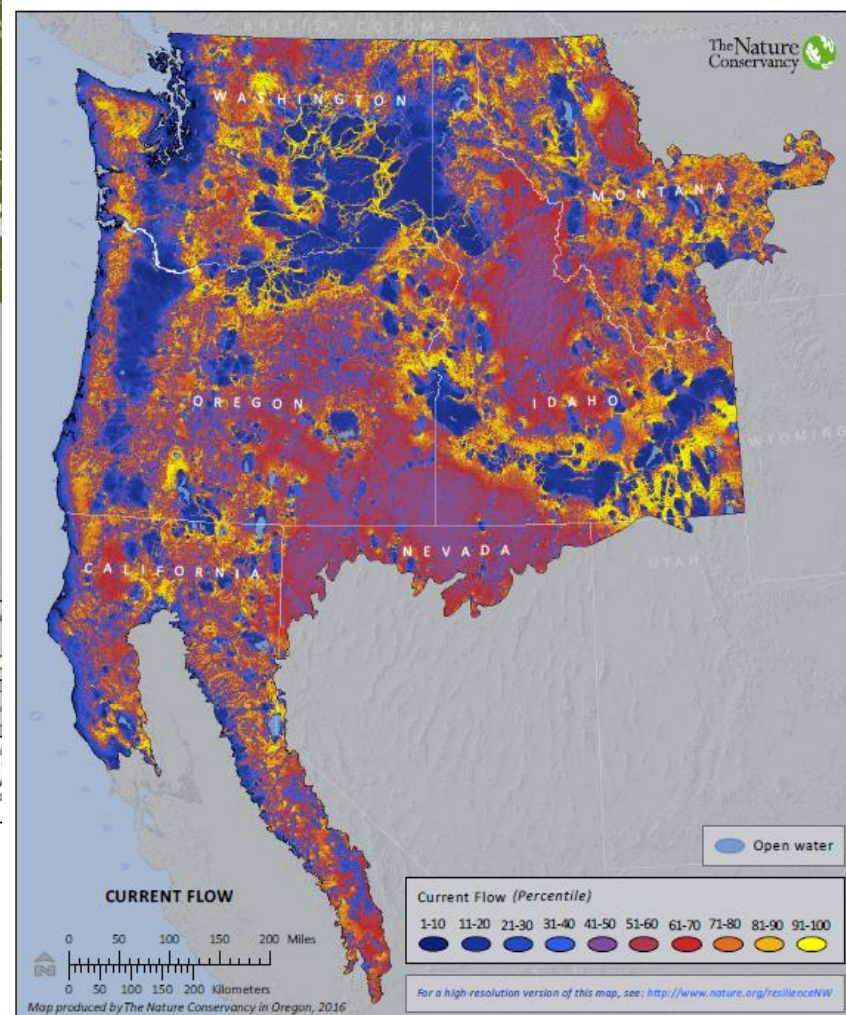 BRITISH COLUMBIA
The Nature
Conservancy
WASHINGTON
MONTANA
OREGON
IDAHO
WYOMING
NEVADA
CALIFORNIA
UTAH
Open water
CURRENT FLOW
Current Flow (Percentile)
1-10 11-20 21-30 31-40 41-50 51-60 61-70 71-80 81-90 91-100
0 50 100 150 200 Miles
0 50 100 150 200 Kilometers
N
For a high-resolution version of this map, see: http://www.nature.org/resilienceNW
Map produced by The Nature Conservancy in Oregon, 2016